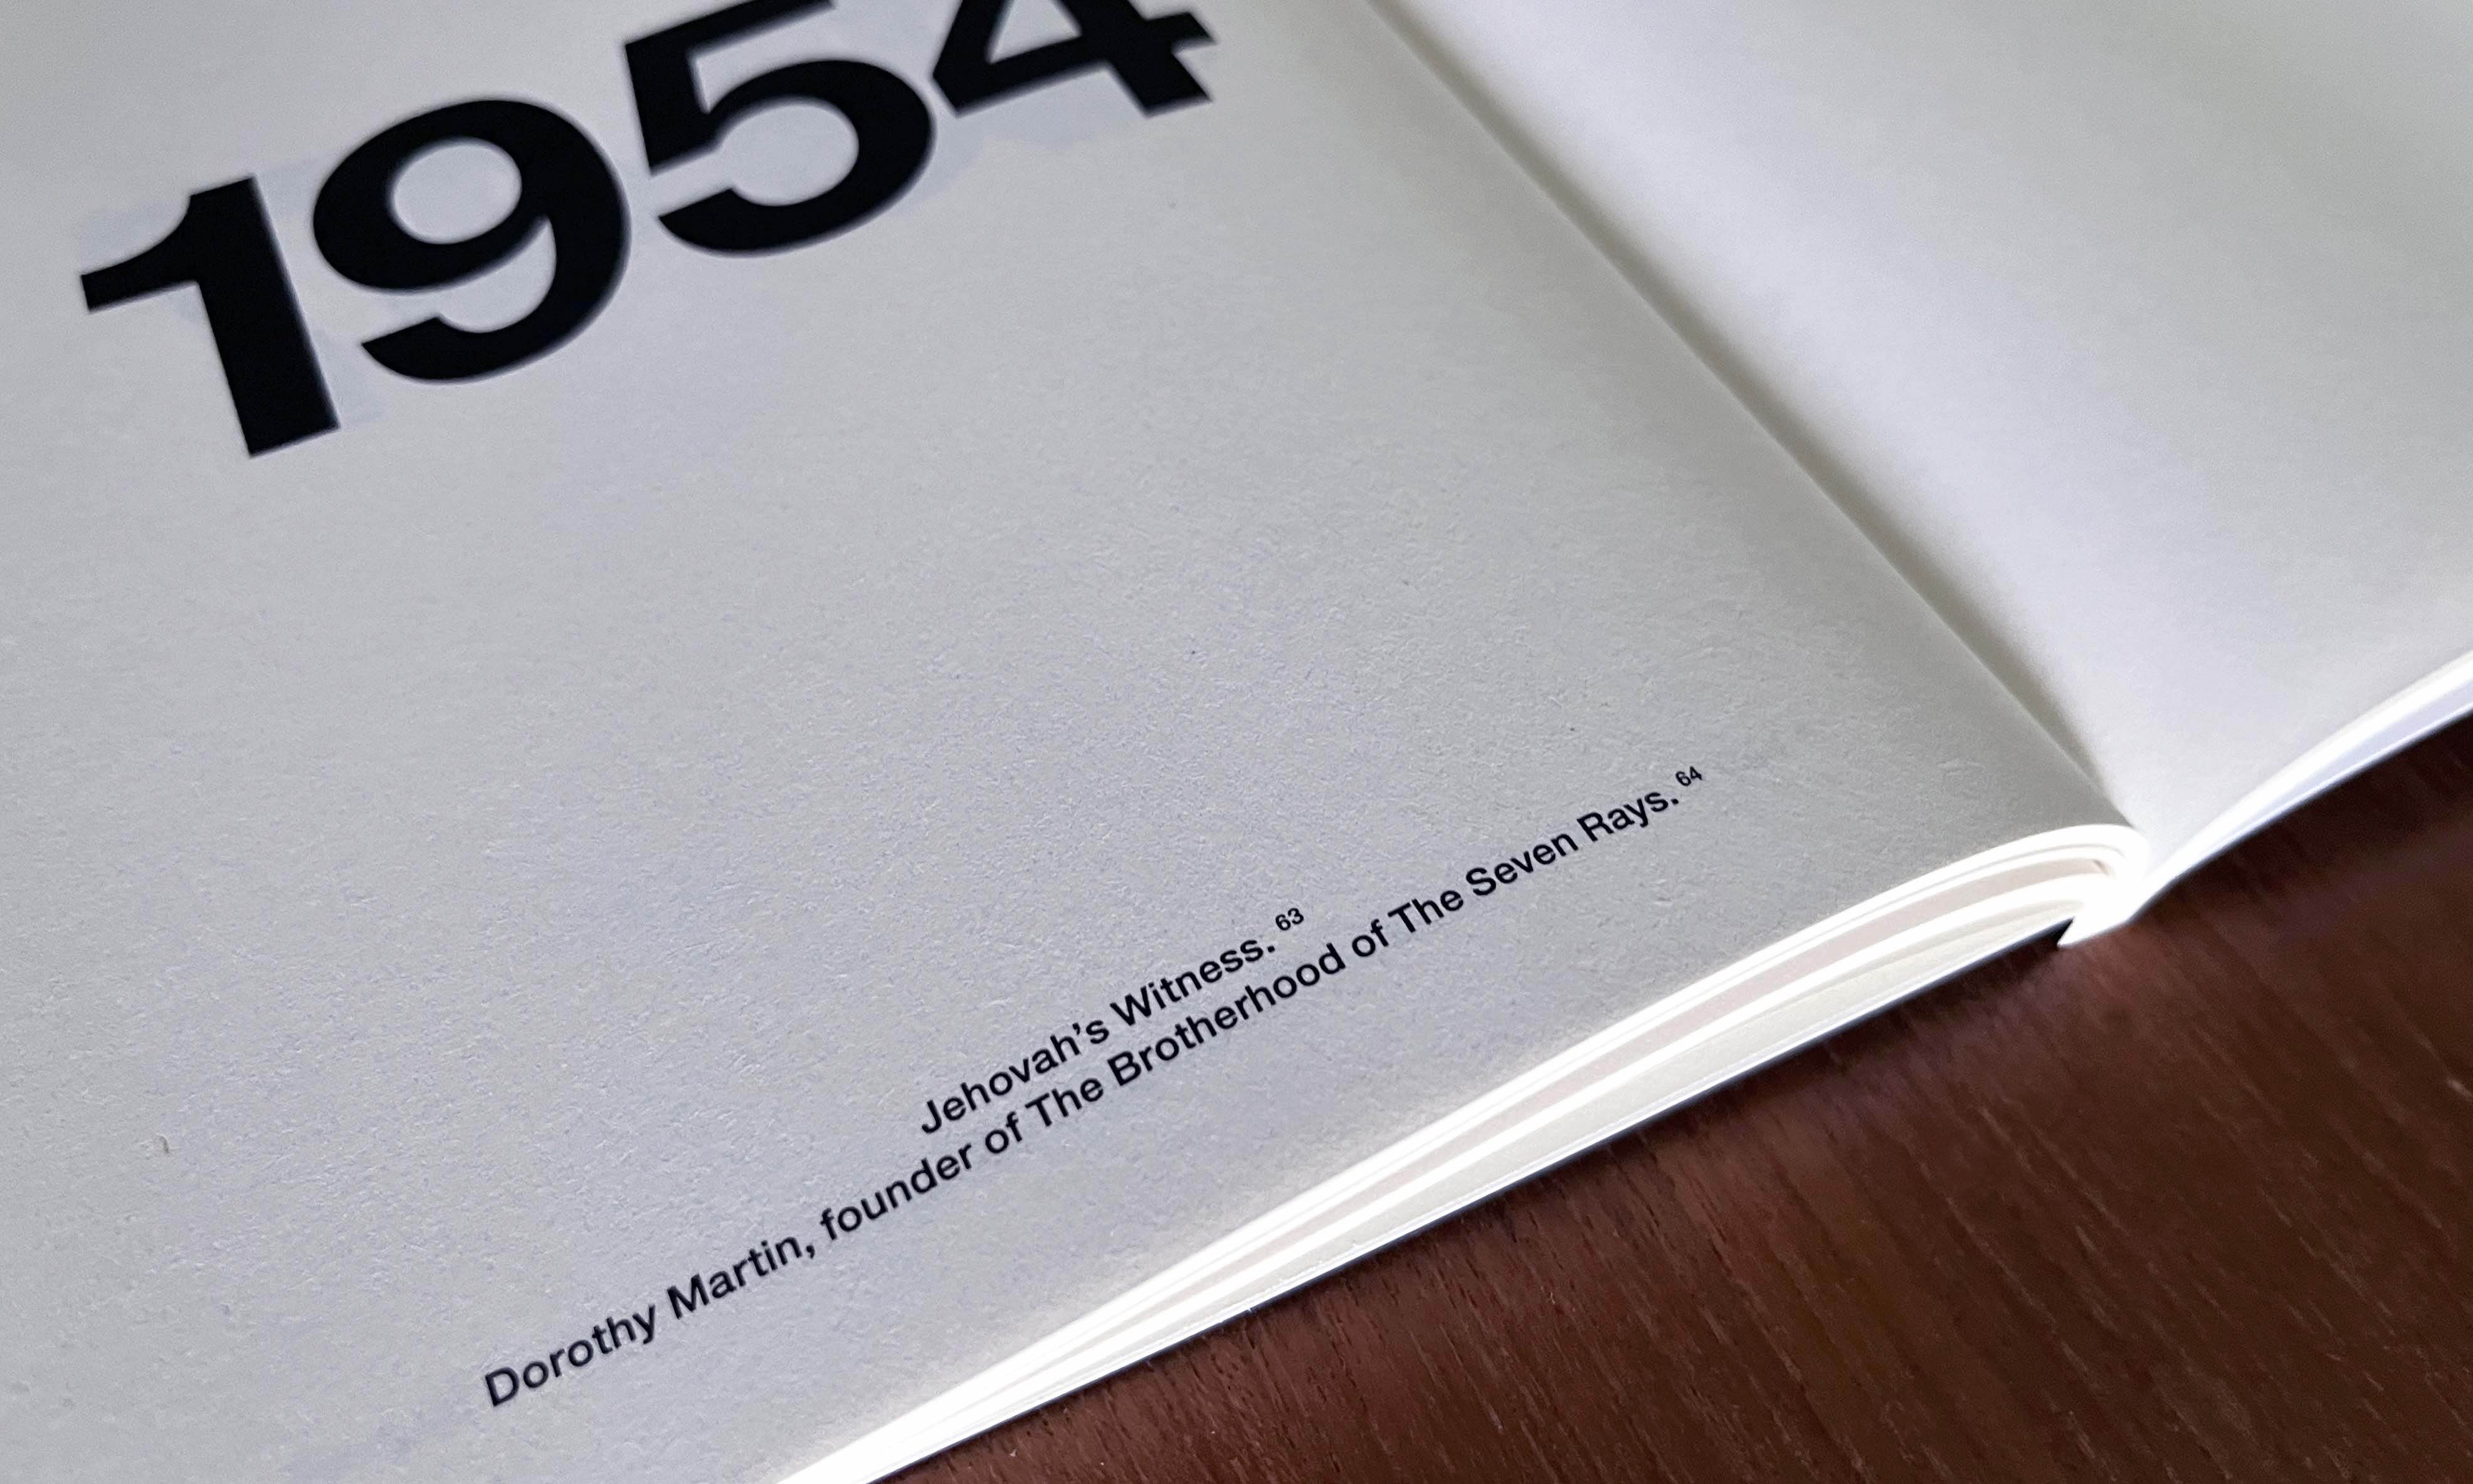 1954
Jehovah’s Witness. 63
Dorothy Martin, founder of The Brotherhood of The Seven Rays. 64